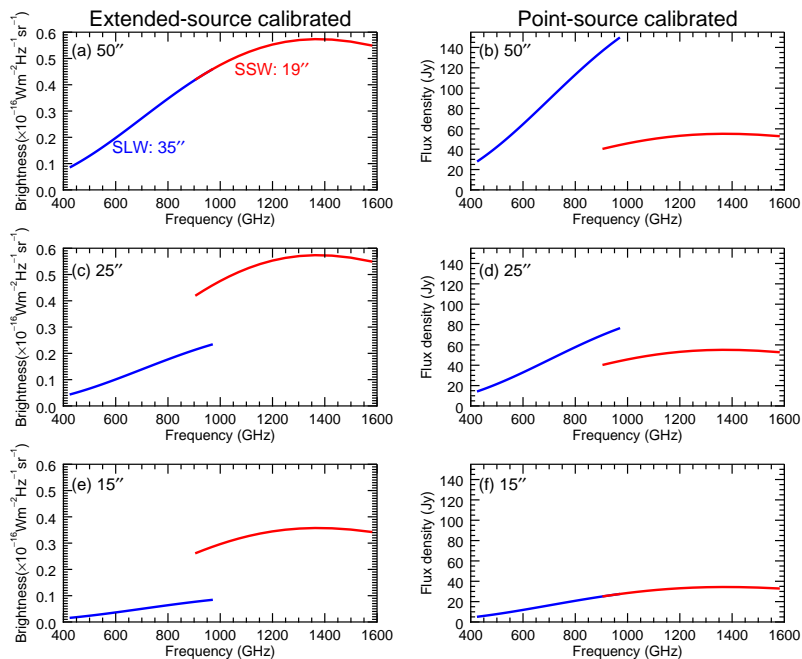 Extended-source calibrated
Point-source calibrated
(a) 50″
SSW: 19″
SLW: 35″
Brightness(×10⁻¹⁶Wm⁻²Hz⁻¹sr⁻¹)
0.6
0.5
0.4
0.3
0.2
0.1
0.0
400 600 800 1000 1200 1400 1600
Frequency (GHz)
(b) 50″
Flux density (Jy)
140
120
100
80
60
40
20
0
400 600 800 1000 1200 1400 1600
Frequency (GHz)
(c) 25″
Brightness(×10⁻¹⁶Wm⁻²Hz⁻¹sr⁻¹)
0.6
0.5
0.4
0.3
0.2
0.1
0.0
400 600 800 1000 1200 1400 1600
Frequency (GHz)
(d) 25″
Flux density (Jy)
140
120
100
80
60
40
20
0
400 600 800 1000 1200 1400 1600
Frequency (GHz)
(e) 15″
Brightness(×10⁻¹⁶Wm⁻²Hz⁻¹sr⁻¹)
0.6
0.5
0.4
0.3
0.2
0.1
0.0
400 600 800 1000 1200 1400 1600
Frequency (GHz)
(f) 15″
Flux density (Jy)
140
120
100
80
60
40
20
0
400 600 800 1000 1200 1400 1600
Frequency (GHz)